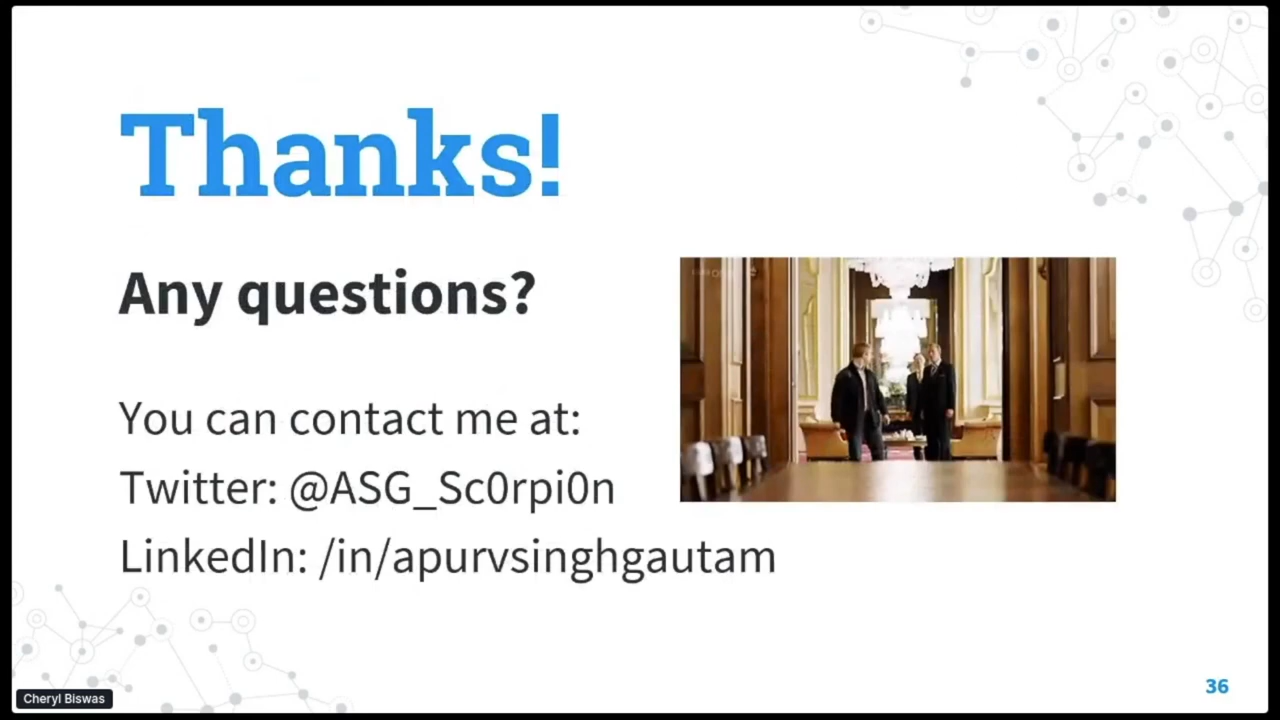 Thanks!
Any questions?
You can contact me at:
Twitter: @ASG_Sc0rpi0n
LinkedIn: /in/apurvsinghgautam
Cheryl Biswas
36